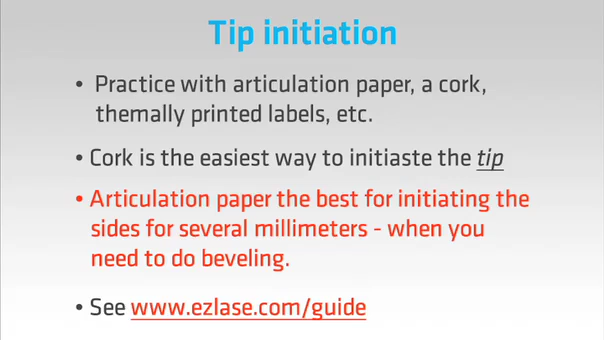 Tip initiation
• Practice with articulation paper, a cork,
themally printed labels, etc.
• Cork is the easiest way to initiaste the tip
• Articulation paper the best for initiating the
sides for several millimeters - when you
need to do beveling.
• See www.ezlase.com/guide